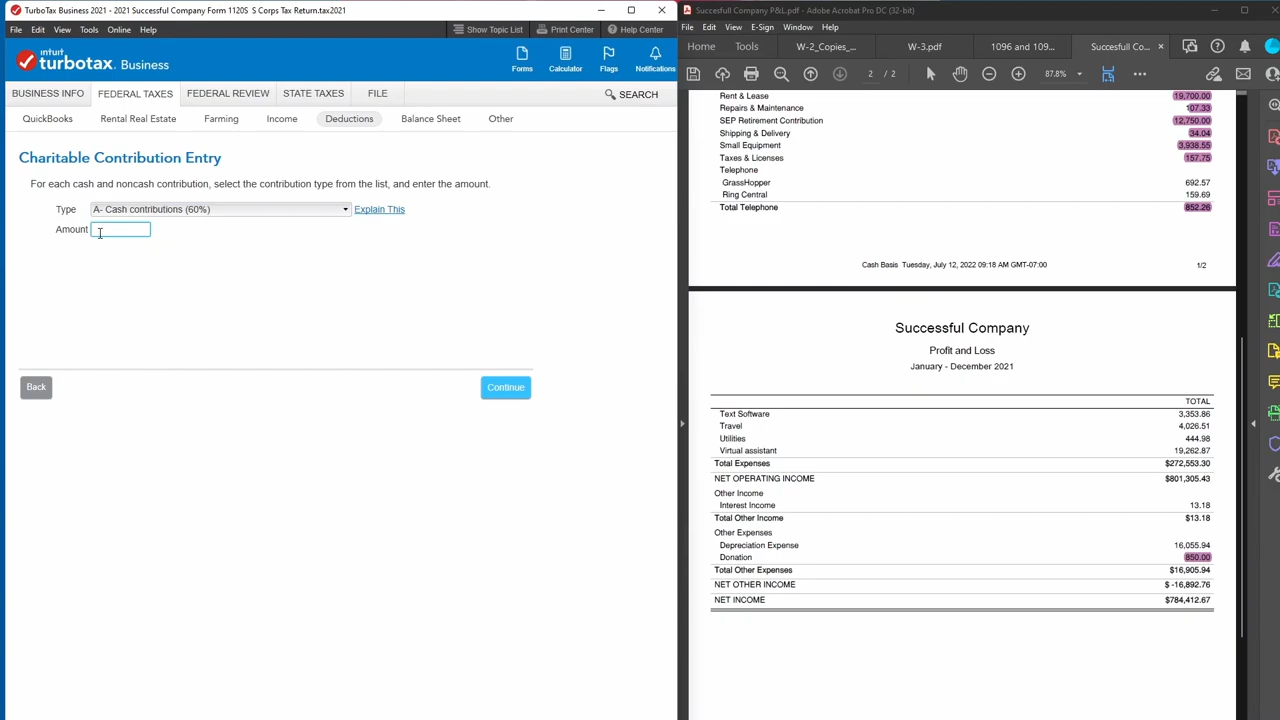 TurboTax Business 2021 - 2021 Successful Company Form 1120S S Corps Tax Return.tax2021
File Edit View Tools Online Help
Show Topic List Print Center Help Center
intuit
turbotax Business
Forms Calculator Flags Notifications
BUSINESS INFO FEDERAL TAXES FEDERAL REVIEW STATE TAXES FILE SEARCH
QuickBooks Rental Real Estate Farming Income Deductions Balance Sheet Other
Charitable Contribution Entry
For each cash and noncash contribution, select the contribution type from the list, and enter the amount.
Type A- Cash contributions (60%) Explain This
Amount
Back Continue
Succesfull Company P&L.pdf - Adobe Acrobat Pro DC (32-bit)
File Edit View E-Sign Window Help
Home Tools W-2_Copies_... W-3.pdf 1096 and 109... Succesfull Co...
2 / 2 87.8%
Rent & Lease 19,700.00
Repairs & Maintenance 107.33
SEP Retirement Contribution 12,750.00
Shipping & Delivery 34.04
Small Equipment 3,938.55
Taxes & Licenses 157.75
Telephone
GrassHopper 692.57
Ring Central 159.69
Total Telephone 852.26
Cash Basis Tuesday, July 12, 2022 09:18 AM GMT-07:00 1/2
Successful Company
Profit and Loss
January - December 2021
TOTAL
Text Software 3,353.86
Travel 4,026.51
Utilities 444.98
Virtual assistant 19,262.87
Total Expenses $272,553.30
NET OPERATING INCOME $801,305.43
Other Income
Interest Income 13.18
Total Other Income $13.18
Other Expenses
Depreciation Expense 16,055.94
Donation 850.00
Total Other Expenses $16,905.94
NET OTHER INCOME $ -16,892.76
NET INCOME $784,412.67